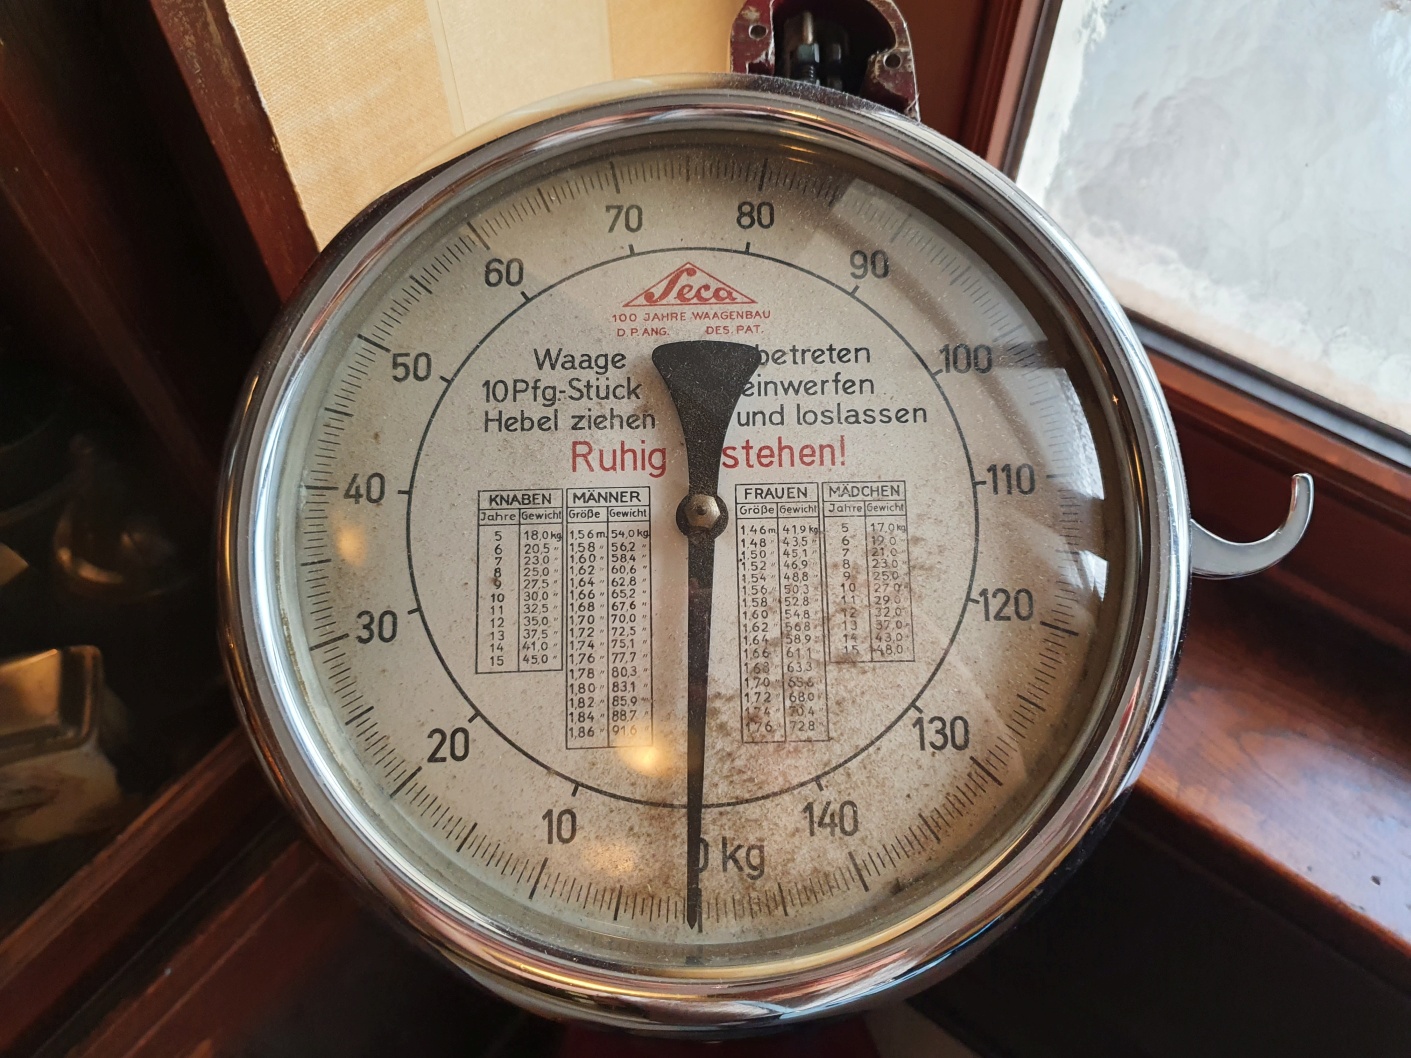 70 80
60 90
Seca
100 JAHRE WAAGENBAU
D.P.ANG. DES.PAT.
50 100
Waage betreten
10Pfg-Stück einwerfen
Hebel ziehen und loslassen
Ruhig stehen!
40 110
KNABEN
Jahre Gewicht
5 18,0 kg
6 20,5 "
7 23,0 "
8 25,0 "
9 27,5 "
10 30,0 "
11 32,5 "
12 35,0 "
13 37,5 "
14 41,0 "
15 45,0 "
MÄNNER
Größe Gewicht
1,56 m 54,0 kg
1,58 " 56,2 "
1,60 " 58,4 "
1,62 " 60,6 "
1,64 " 62,8 "
1,66 " 65,2 "
1,68 " 67,6 "
1,70 " 70,0 "
1,72 " 72,5 "
1,74 " 75,1 "
1,76 " 77,7 "
1,78 " 80,3 "
1,80 " 83,1 "
1,82 " 85,9 "
1,84 " 88,7 "
1,86 " 91,6 "
FRAUEN
Größe Gewicht
1,46 m 41,9 kg
1,48 " 43,5 "
1,50 " 45,1 "
1,52 " 46,9 "
1,54 " 48,8 "
1,56 " 50,3 "
1,58 " 52,8 "
1,60 " 54,8 "
1,62 " 56,8 "
1,64 " 58,9 "
1,66 " 61,1 "
1,68 " 63,3 "
1,70 " 65,6 "
1,72 " 68,0 "
1,74 " 70,4 "
1,76 " 72,8 "
MÄDCHEN
Jahre Gewicht
5 17,0 kg
6 19,0 "
7 21,0 "
8 23,0 "
9 25,0 "
10 27,0 "
11 29,0 "
12 32,0 "
13 37,0 "
14 43,0 "
15 48,0 "
30 120
20 130
10 140
0 kg